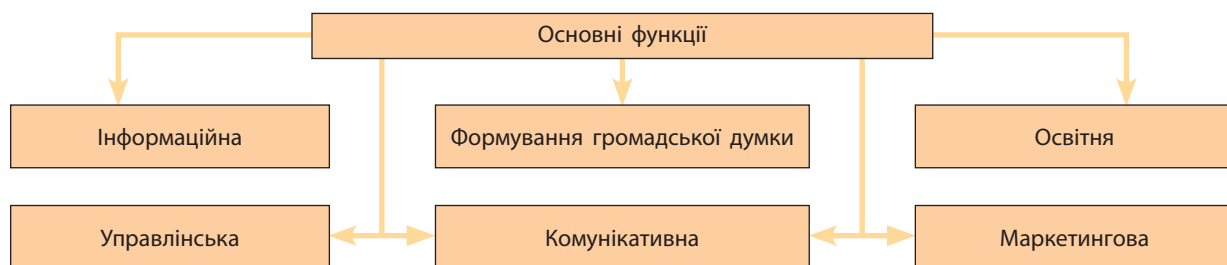 Основні функції
Інформаційна
Формування громадської думки
Освітня
Управлінська
Комунікативна
Маркетингова